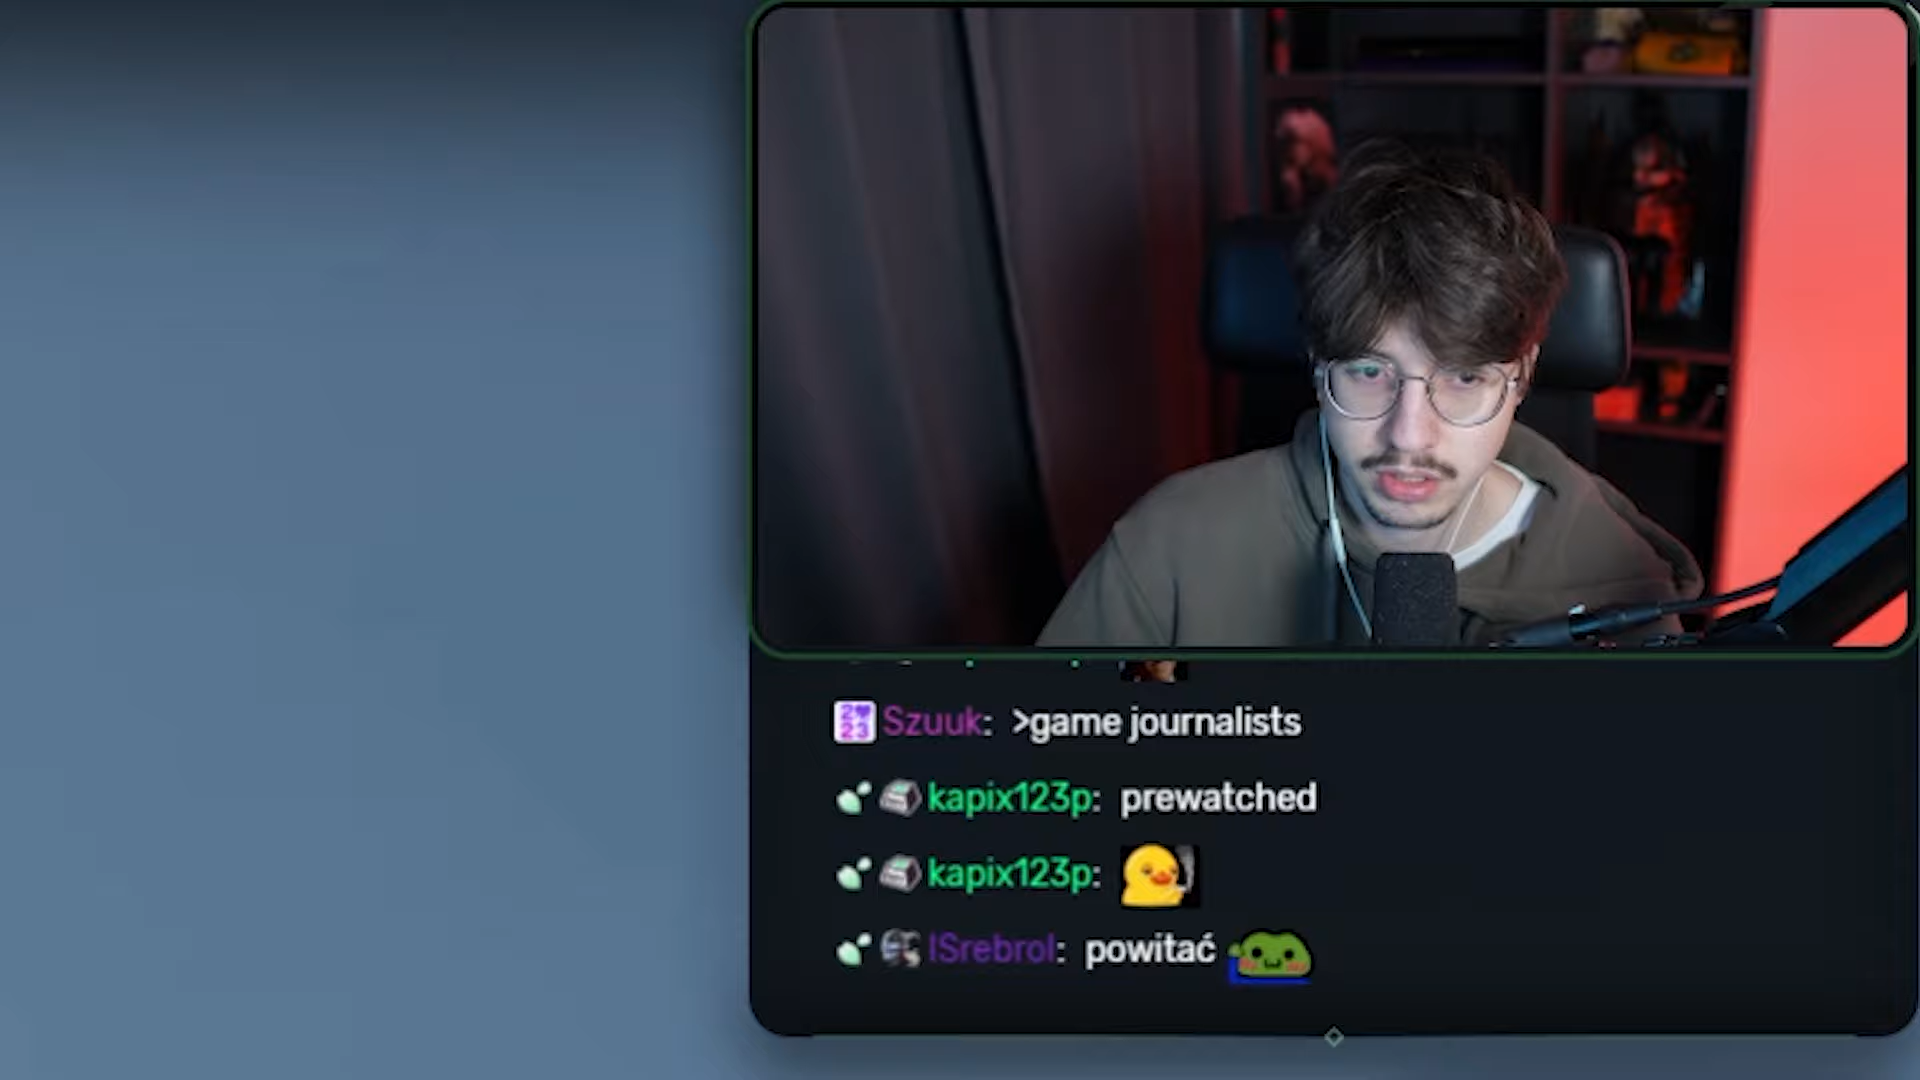 Szuuk: >game journalists
kapix123p: prewatched
kapix123p:
ISrebrol: powitać